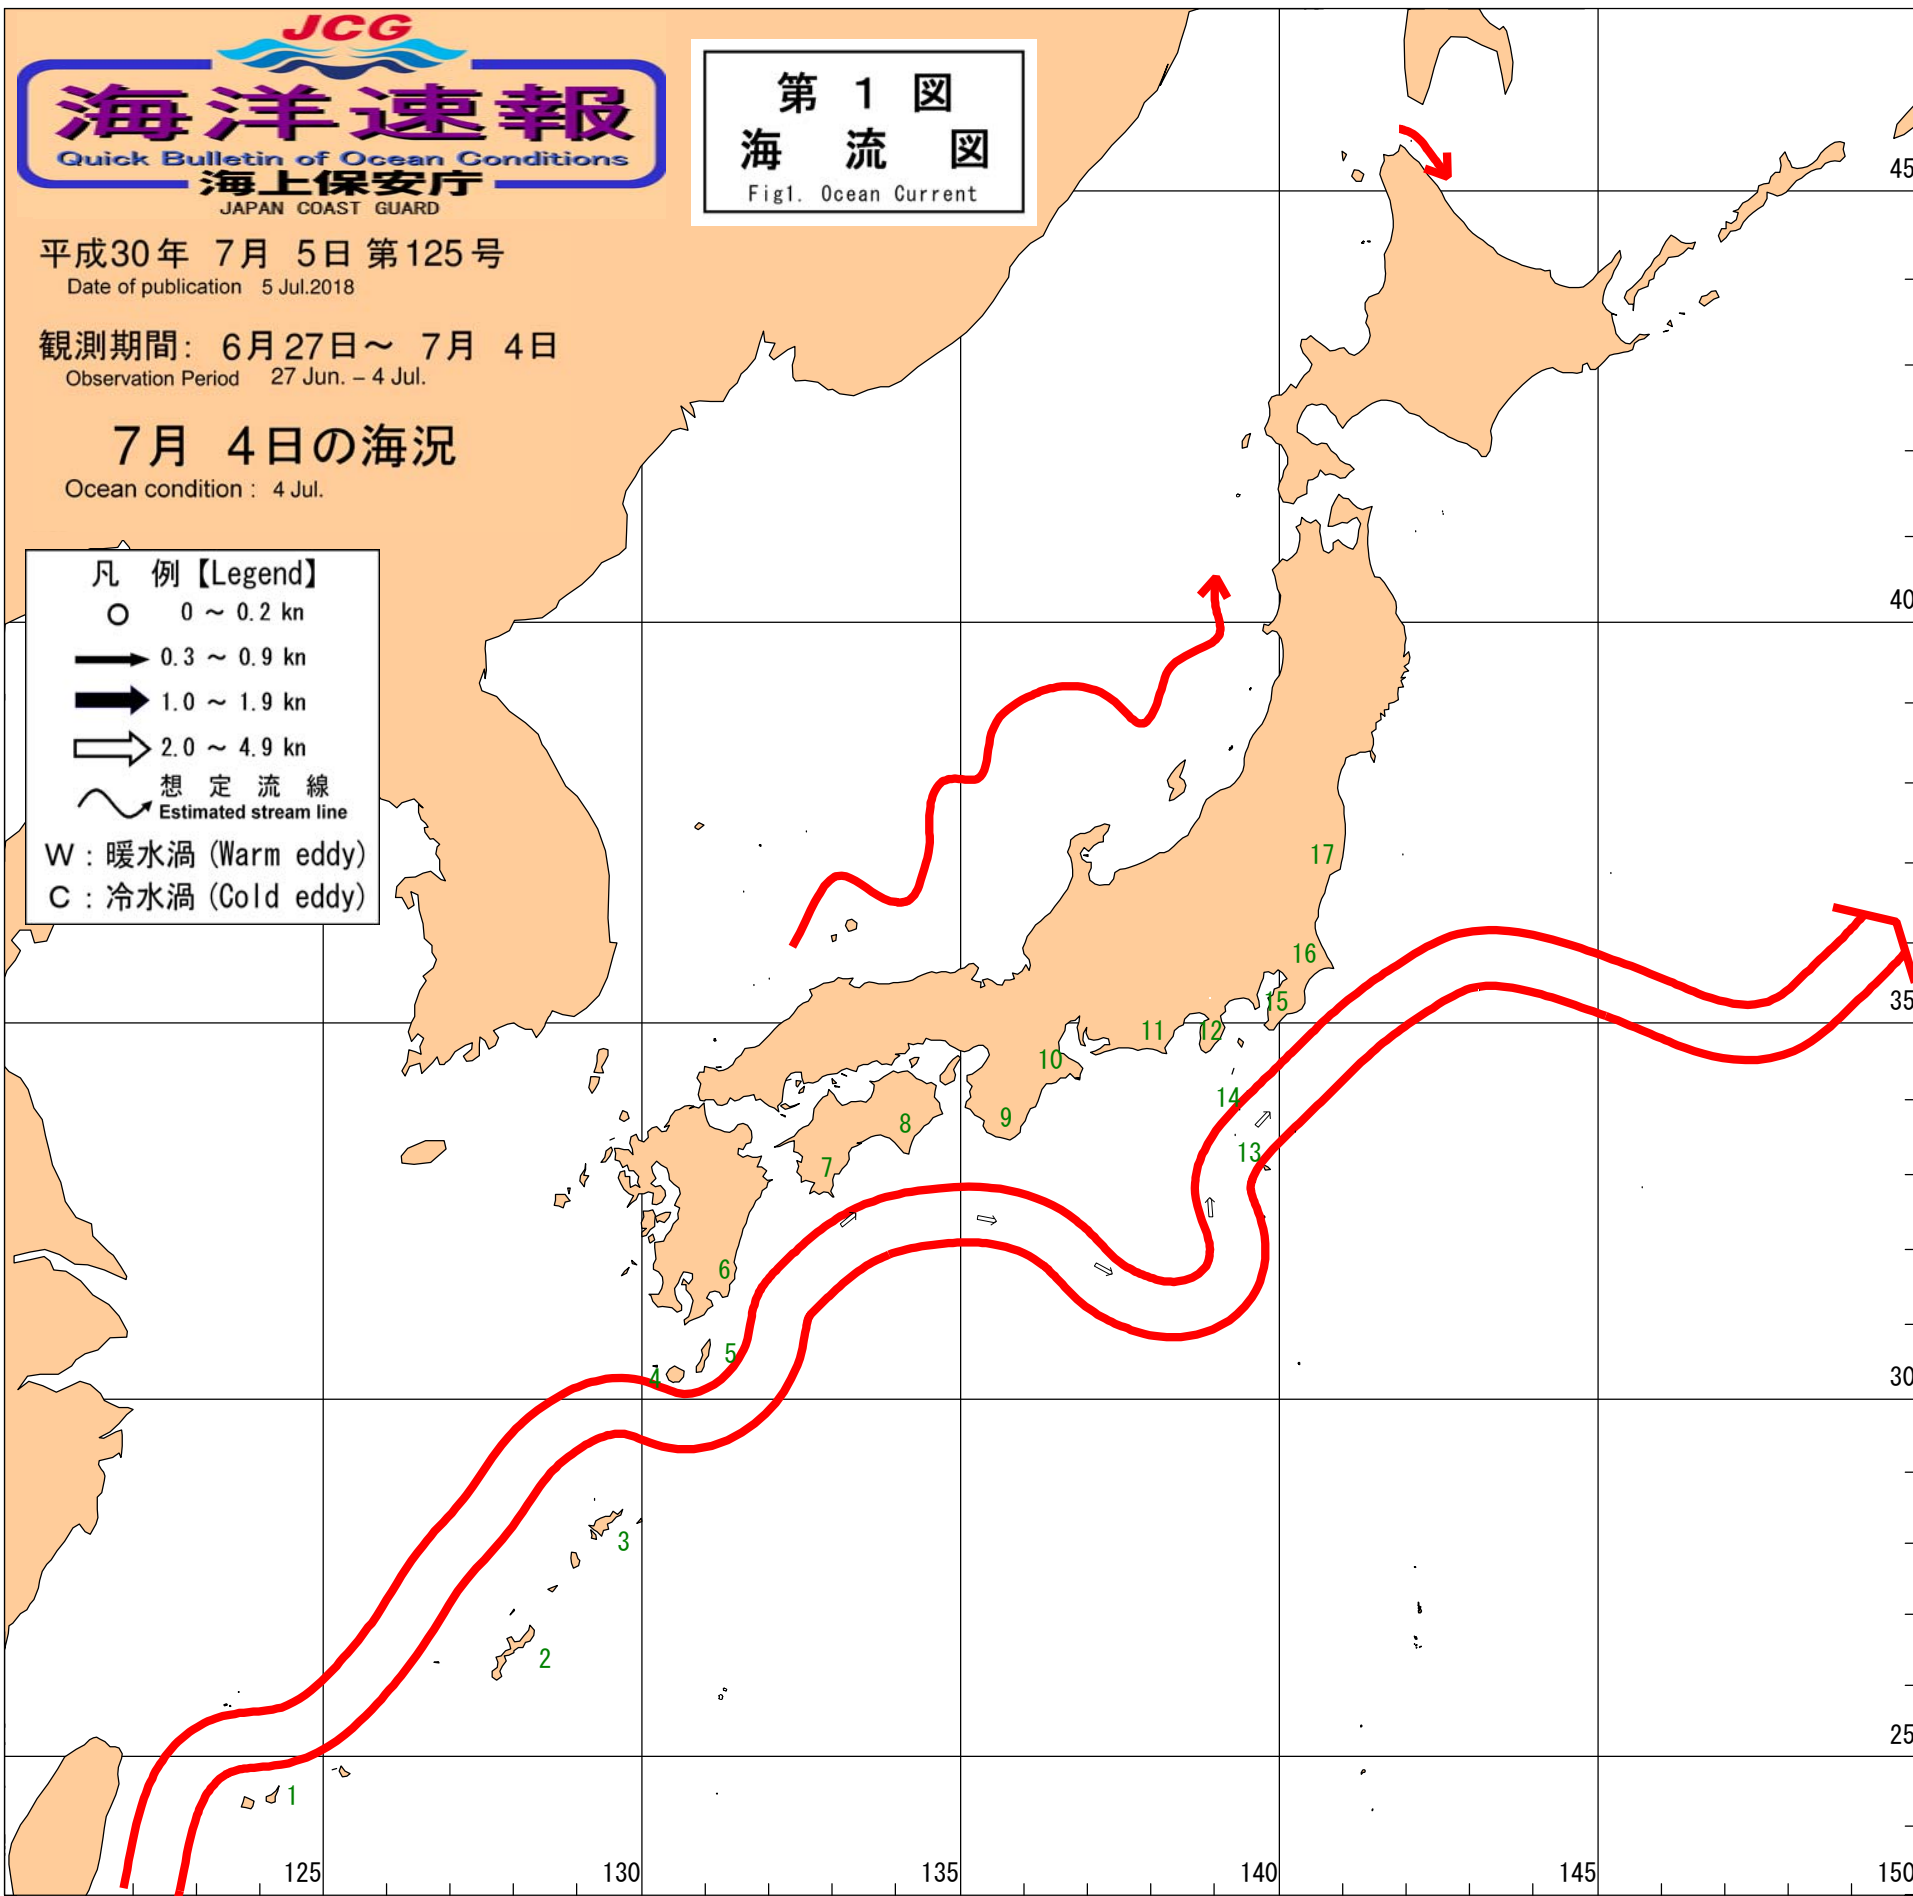 JCG
海洋速報
Quick Bulletin of Ocean Conditions
海上保安庁
JAPAN COAST GUARD
平成30年 7月 5日 第125号
Date of publication 5 Jul.2018
観測期間: 6月27日～ 7月 4日
Observation Period 27 Jun. – 4 Jul.
7月 4日の海況
Ocean condition : 4 Jul.
第 1 図
海 流 図
Fig1. Ocean Current
凡 例【Legend】
0 ～ 0.2 kn
0.3 ～ 0.9 kn
1.0 ～ 1.9 kn
2.0 ～ 4.9 kn
想 定 流 線
Estimated stream line
W : 暖水渦 (Warm eddy)
C : 冷水渦 (Cold eddy)
45
40
17
16
35
15
11
12
10
14
9
8
13
7
6
5
4
30
3
2
25
1
125
130
135
140
145
150